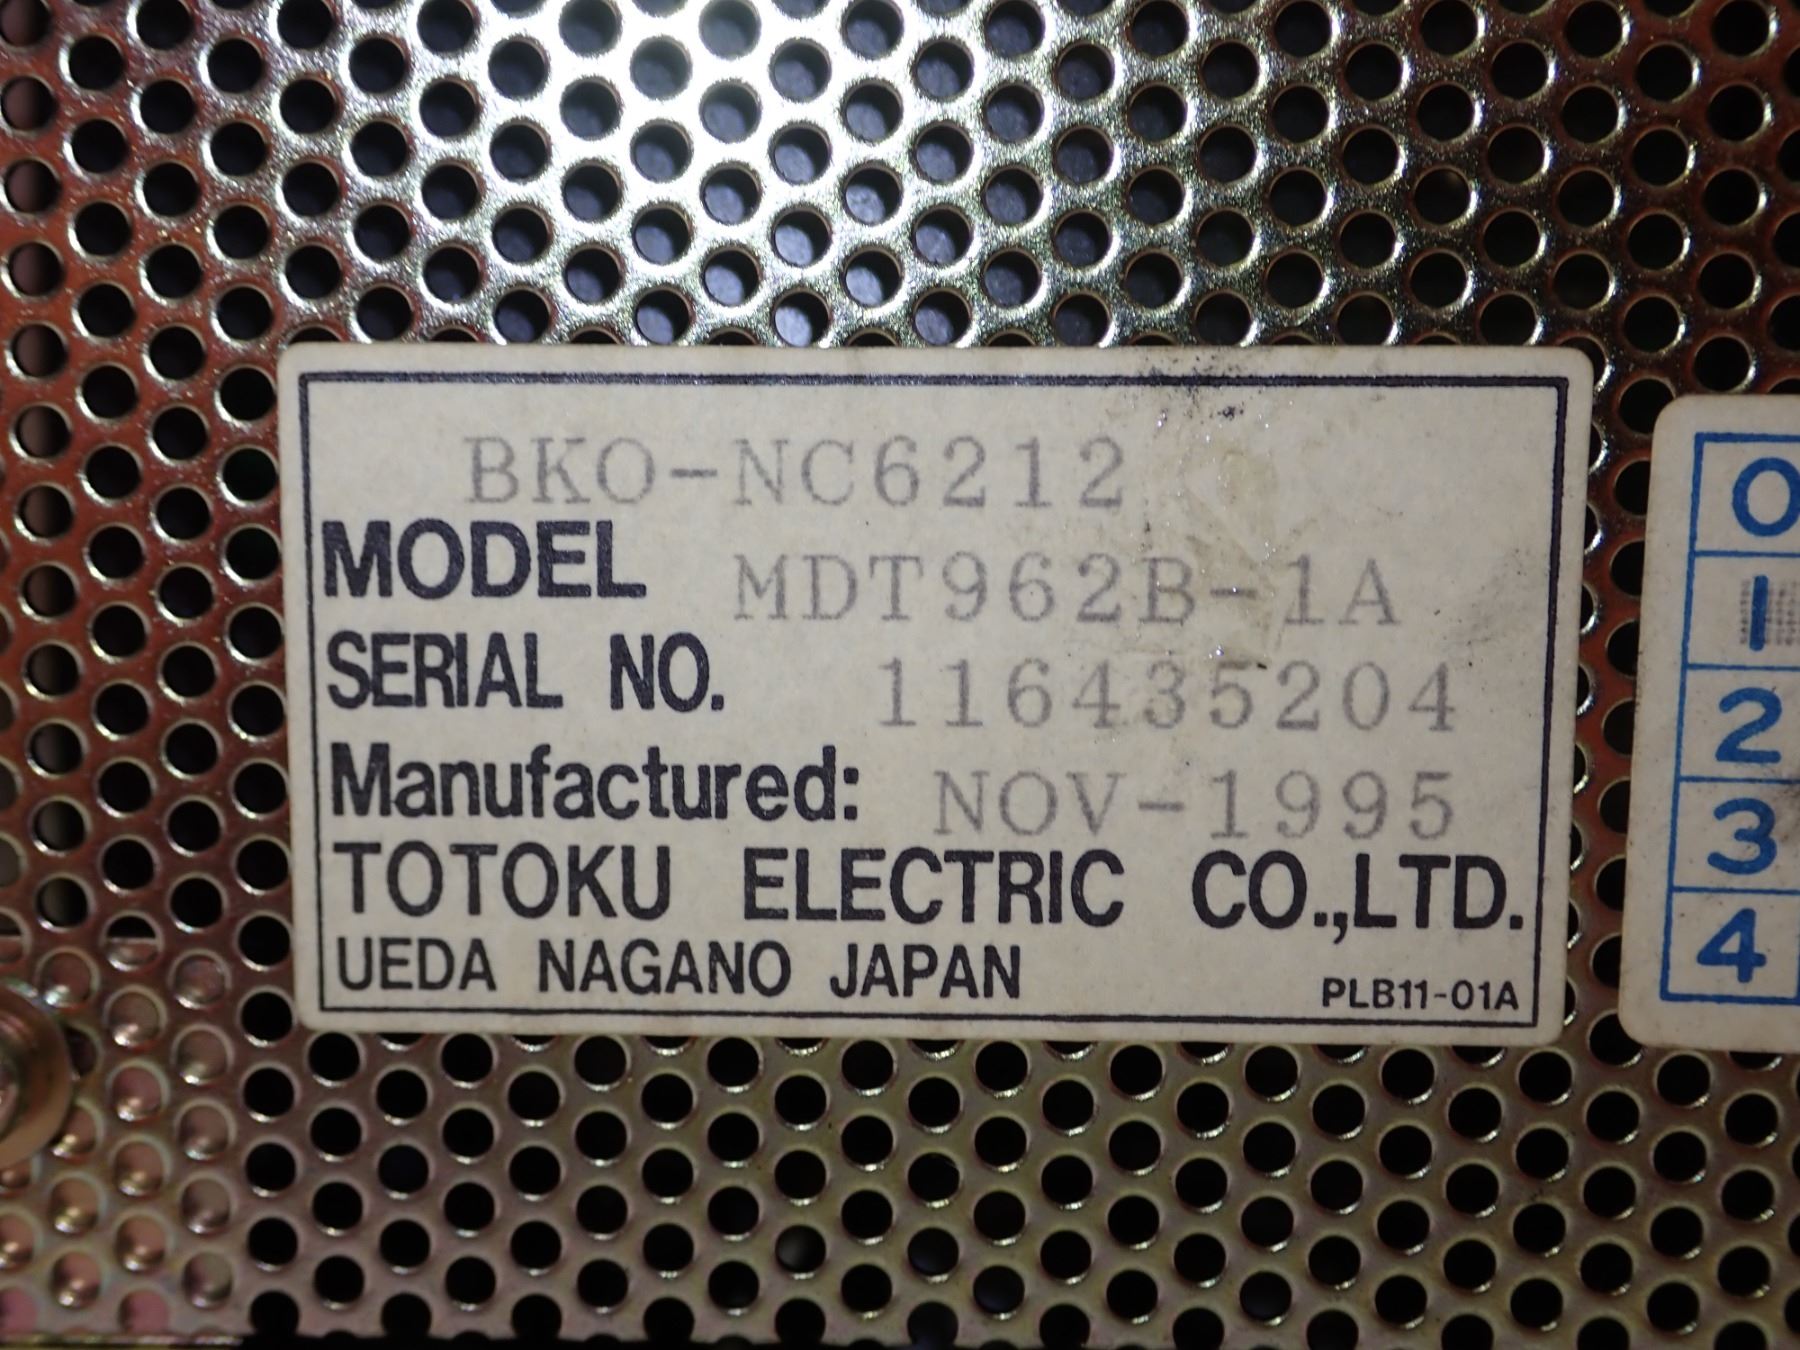 BKO-NC6212
MODEL MDT962B-1A
SERIAL NO. 116435204
Manufactured: NOV-1995
TOTOKU ELECTRIC CO.,LTD.
UEDA NAGANO JAPAN PLB11-01A
0
1
2
3
4